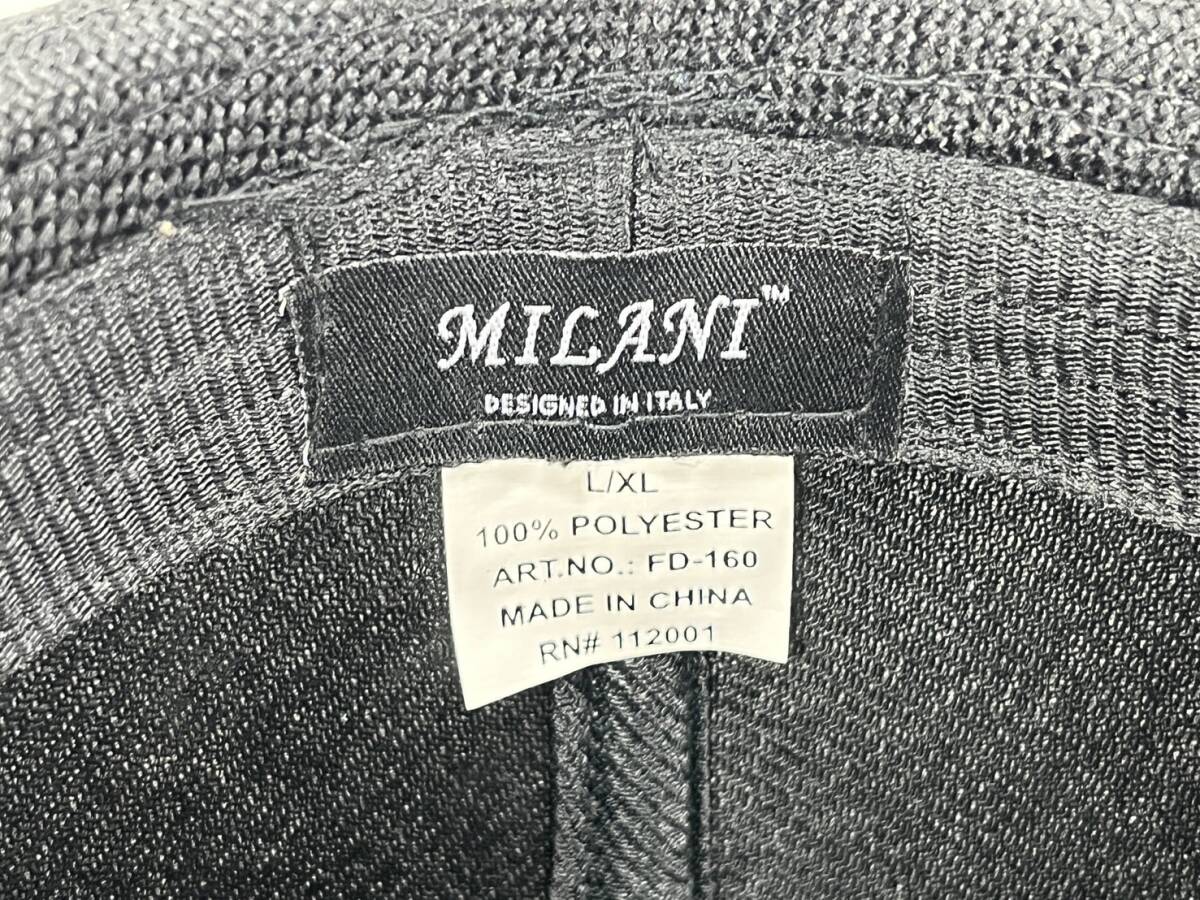 MILANI™
DESIGNED IN ITALY
L/XL
100% POLYESTER
ART.NO.: FD-160
MADE IN CHINA
RN# 112001